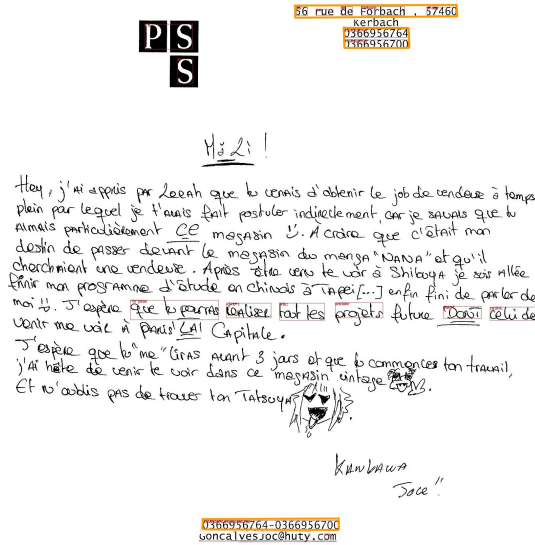 56 rue de Forbach , 57460
Kerbach
0366956764
0366956700
PS
S
Mä Li !
Hey, j'ai appris par Leeah que tu venais d'obtenir le job de vendeuse à temps
plein par lequel je t'avais fait postuler indirectement, car je savais que tu
aimais particulièrement CE magasin . A croire que c'était mon
destin de passer devant le magasin du manga "NANA" et qu'il
cherchaient une vendeuse. Après être venu te voir à Shibuya je suis allée
finir mon programme d'étude en Chinois à Tapei [...] enfin fini de parler de
moi . J'espère que tu pourras realiser tout les projets future DONT celui de
venir me voir à Paris LA! Capitale.
J'espère que tu "me" liras avant 3 jars et que tu commences ton travail,
j'ai hâte de venir te voir dans ce magasin vintage .
Et n'oublis pas de trouver ton Tatsuya .
Kankawa
Joce !!
0366956764-0366956700
GoncalvesJoc@huty.com